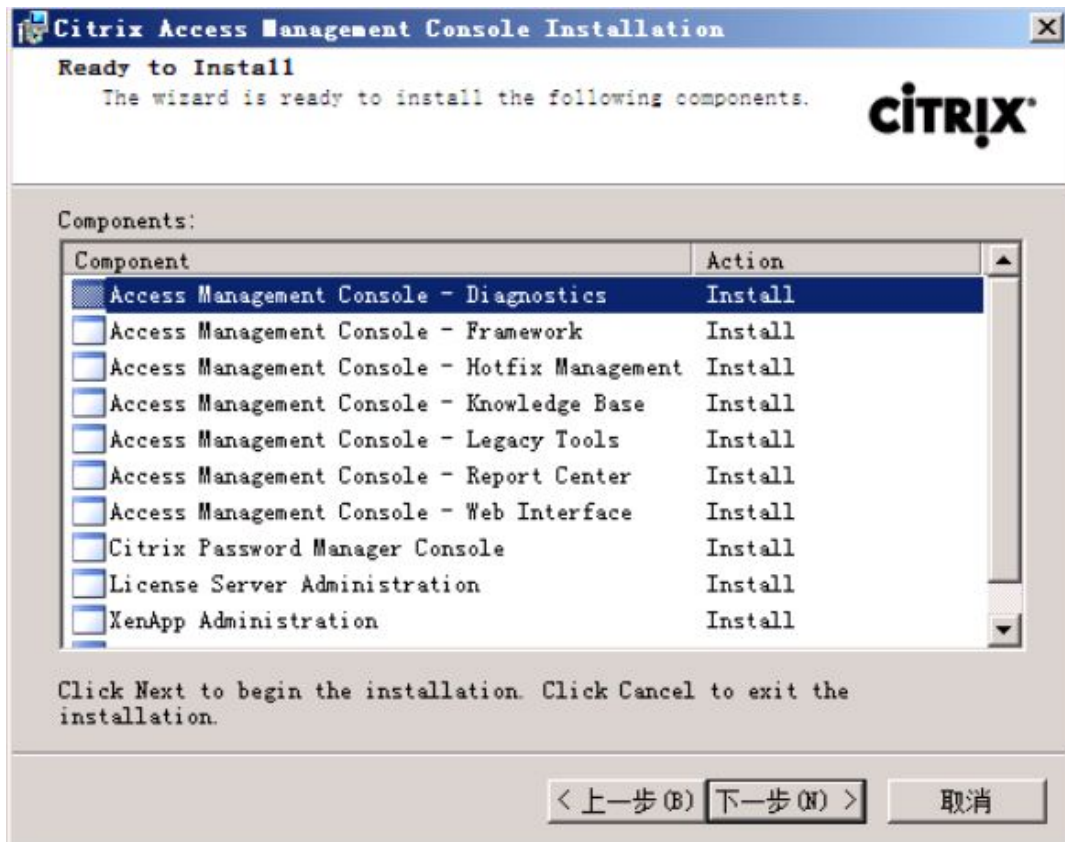 Citrix Access Management Console Installation
Ready to Install
The wizard is ready to install the following components.
CİTRIX
Components:
Component Action
Access Management Console - Diagnostics Install
Access Management Console - Framework Install
Access Management Console - Hotfix Management Install
Access Management Console - Knowledge Base Install
Access Management Console - Legacy Tools Install
Access Management Console - Report Center Install
Access Management Console - Web Interface Install
Citrix Password Manager Console Install
License Server Administration Install
XenApp Administration Install
Click Next to begin the installation. Click Cancel to exit the
installation.
< 上一步(B) 下一步(N) > 取消